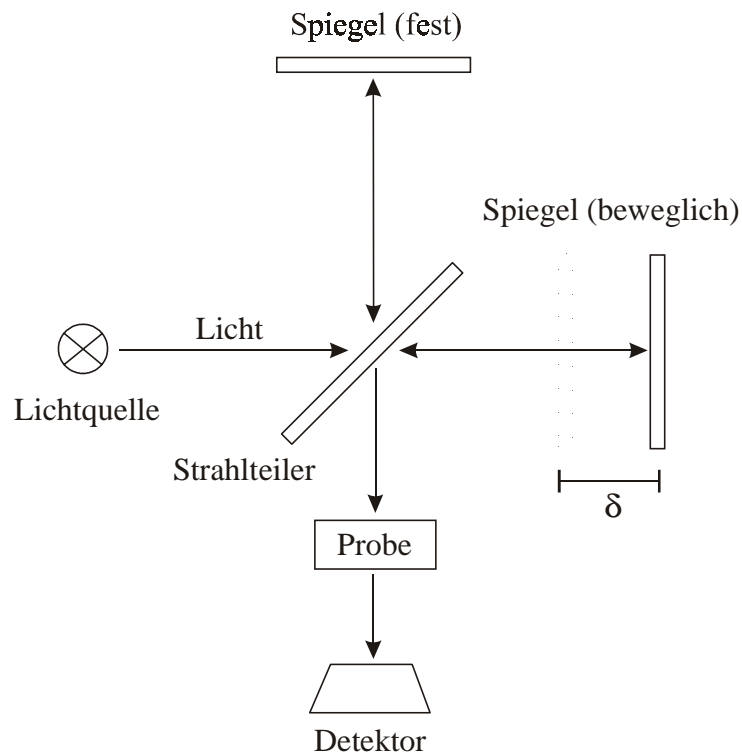 Spiegel (fest)
Spiegel (beweglich)
Licht
Lichtquelle
Strahlteiler
δ
Probe
Detektor